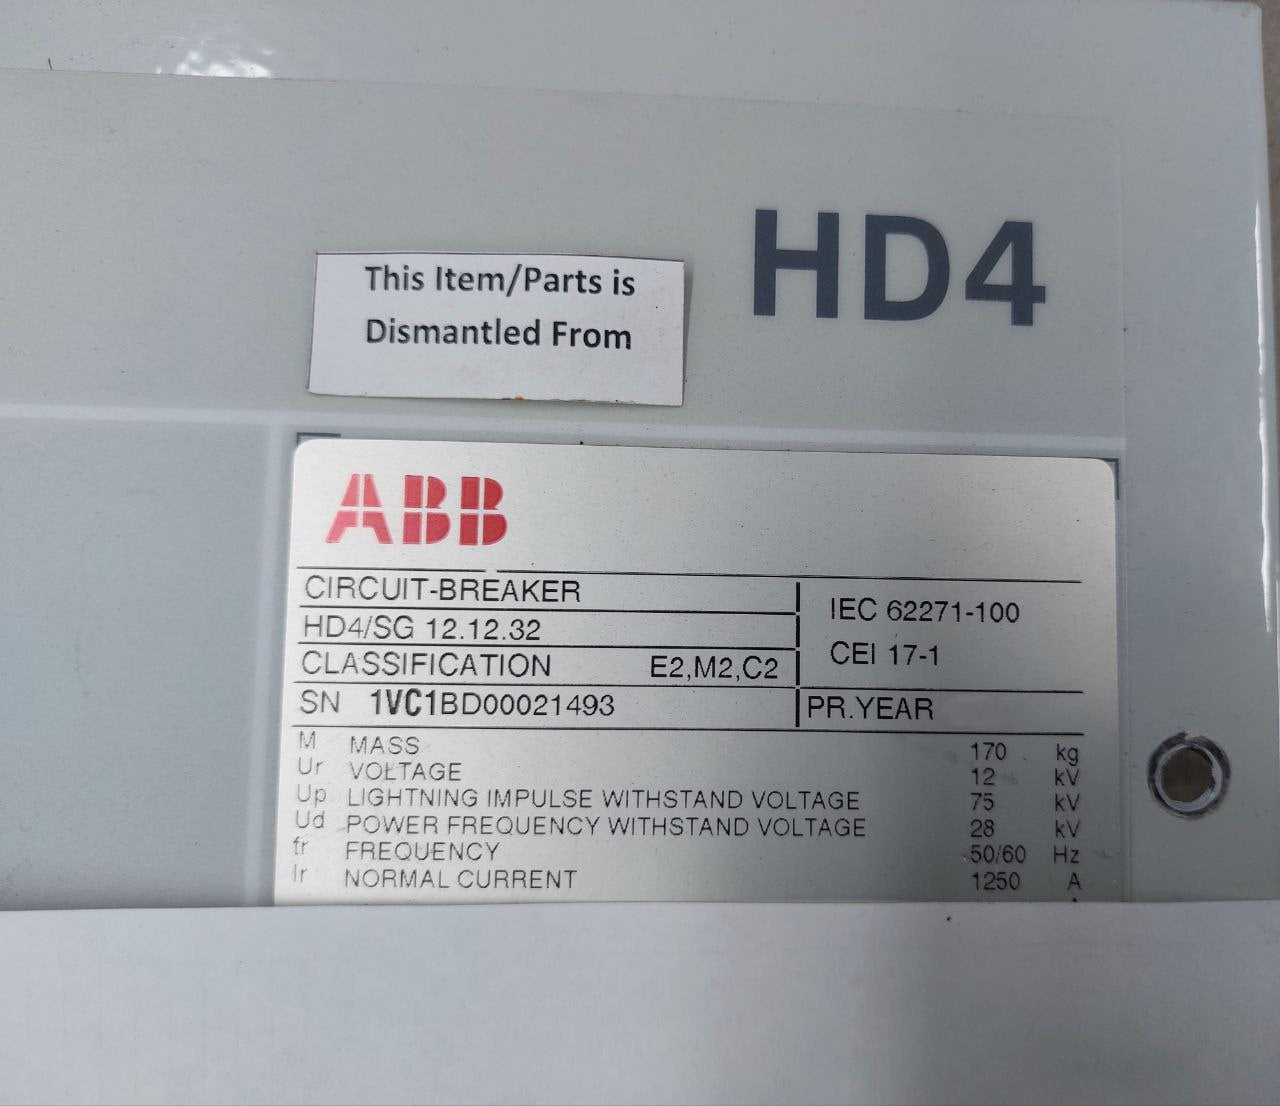 HD4
This Item/Parts is
Dismantled From
ABB
CIRCUIT-BREAKER
IEC 62271-100
HD4/SG 12.12.32
CEI 17-1
CLASSIFICATION E2,M2,C2
SN 1VC1BD00021493 PR.YEAR
M MASS 170 kg
Ur VOLTAGE 12 kV
Up LIGHTNING IMPULSE WITHSTAND VOLTAGE 75 kV
Ud POWER FREQUENCY WITHSTAND VOLTAGE 28 kV
fr FREQUENCY 50/60 Hz
Ir NORMAL CURRENT 1250 A